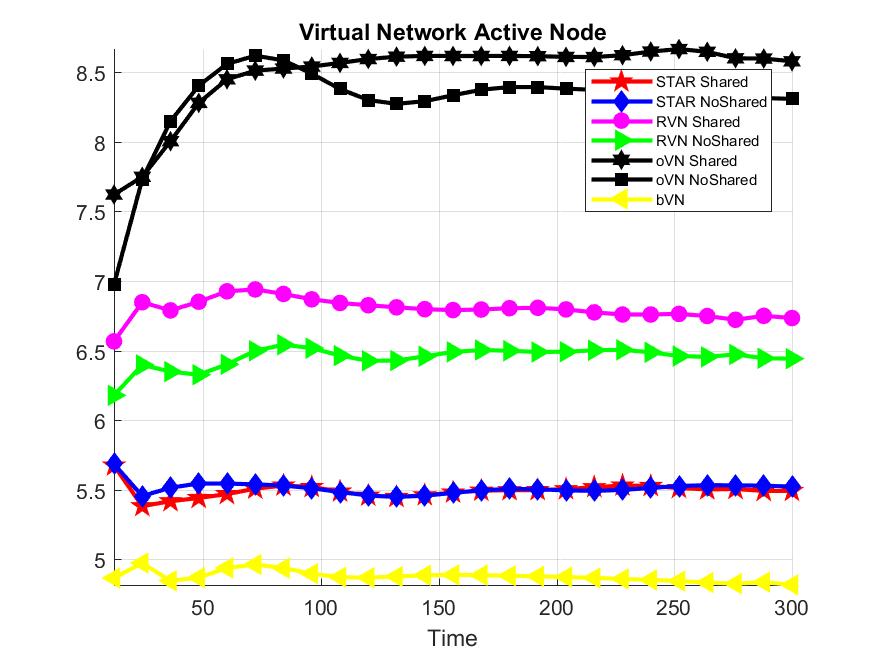 Virtual Network Active Node
8.5
8
7.5
7
6.5
6
5.5
5
STAR Shared
STAR NoShared
RVN Shared
RVN NoShared
oVN Shared
oVN NoShared
bVN
50
100
150
200
250
300
Time